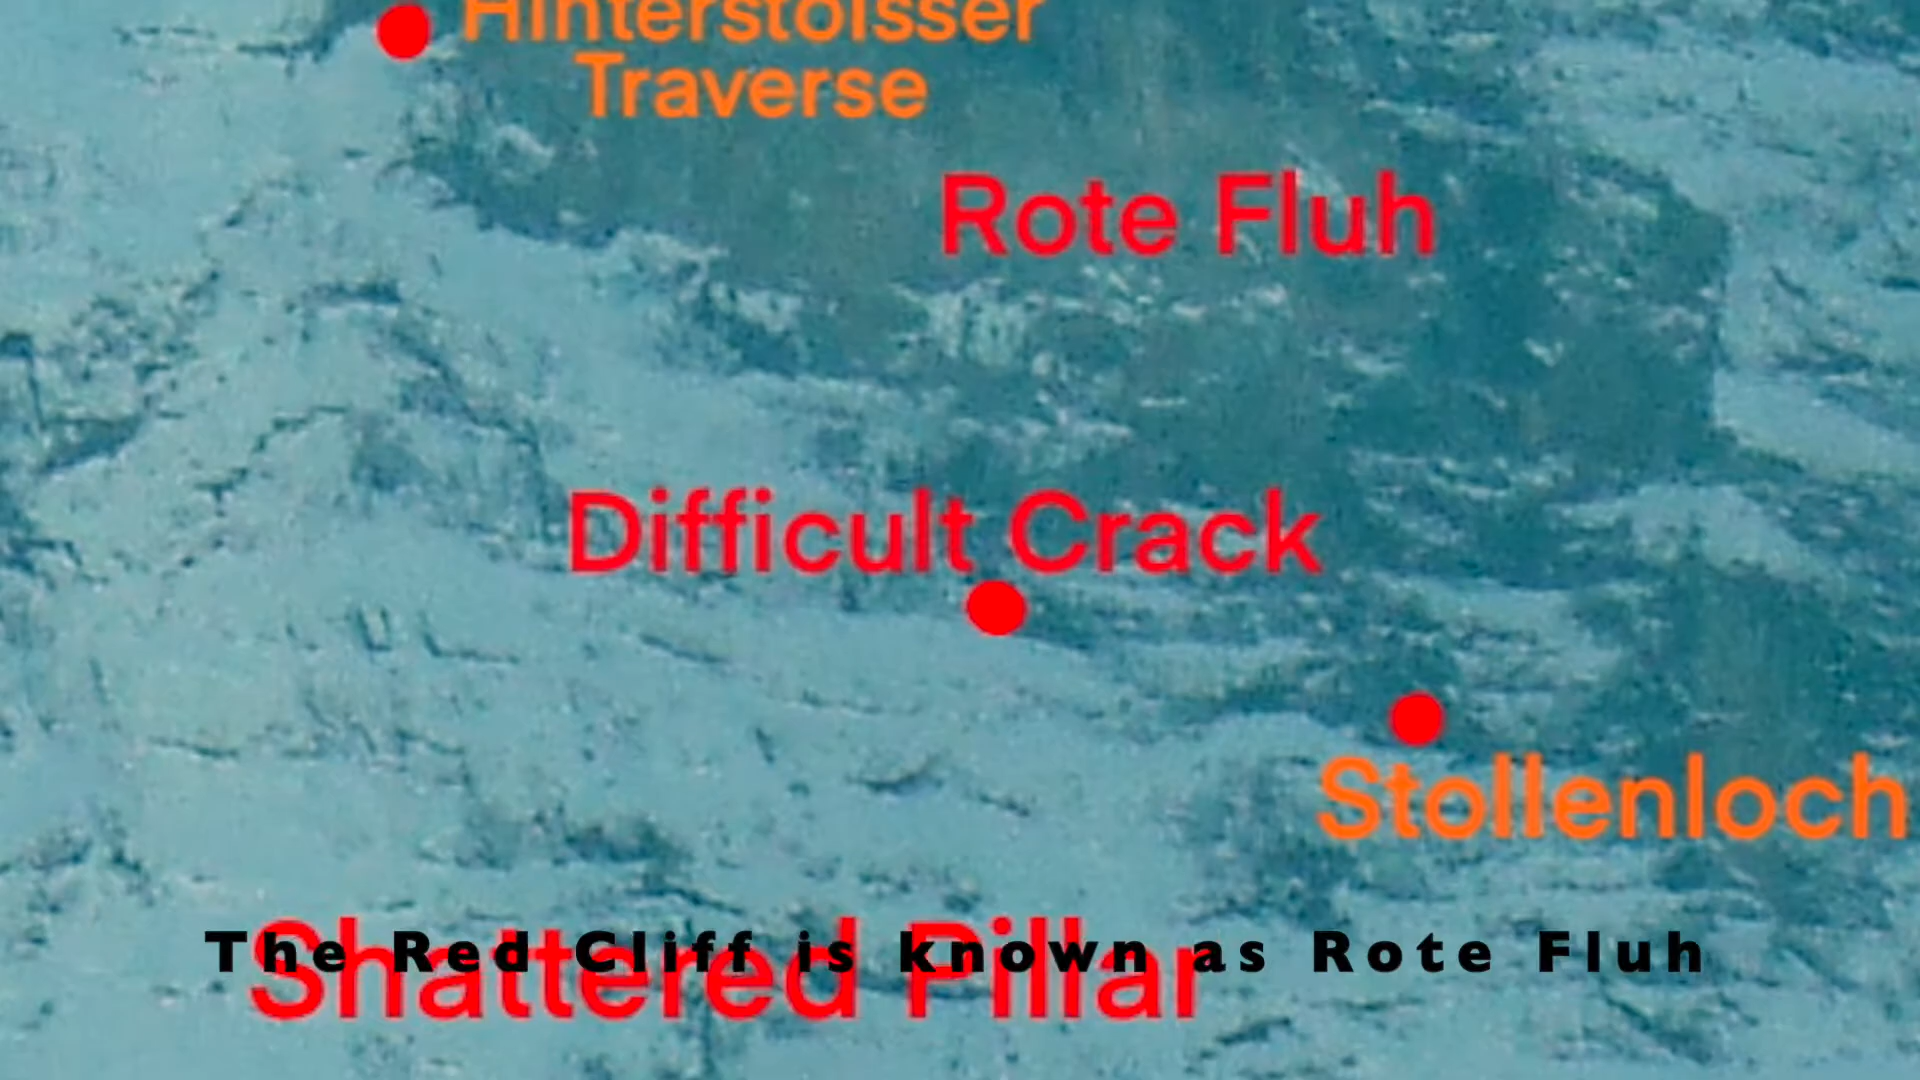 Hinterstoisser
Traverse
Rote Fluh
Difficult Crack
Stollenloch
Shattered Pillar
The Red Cliff is known as Rote Fluh